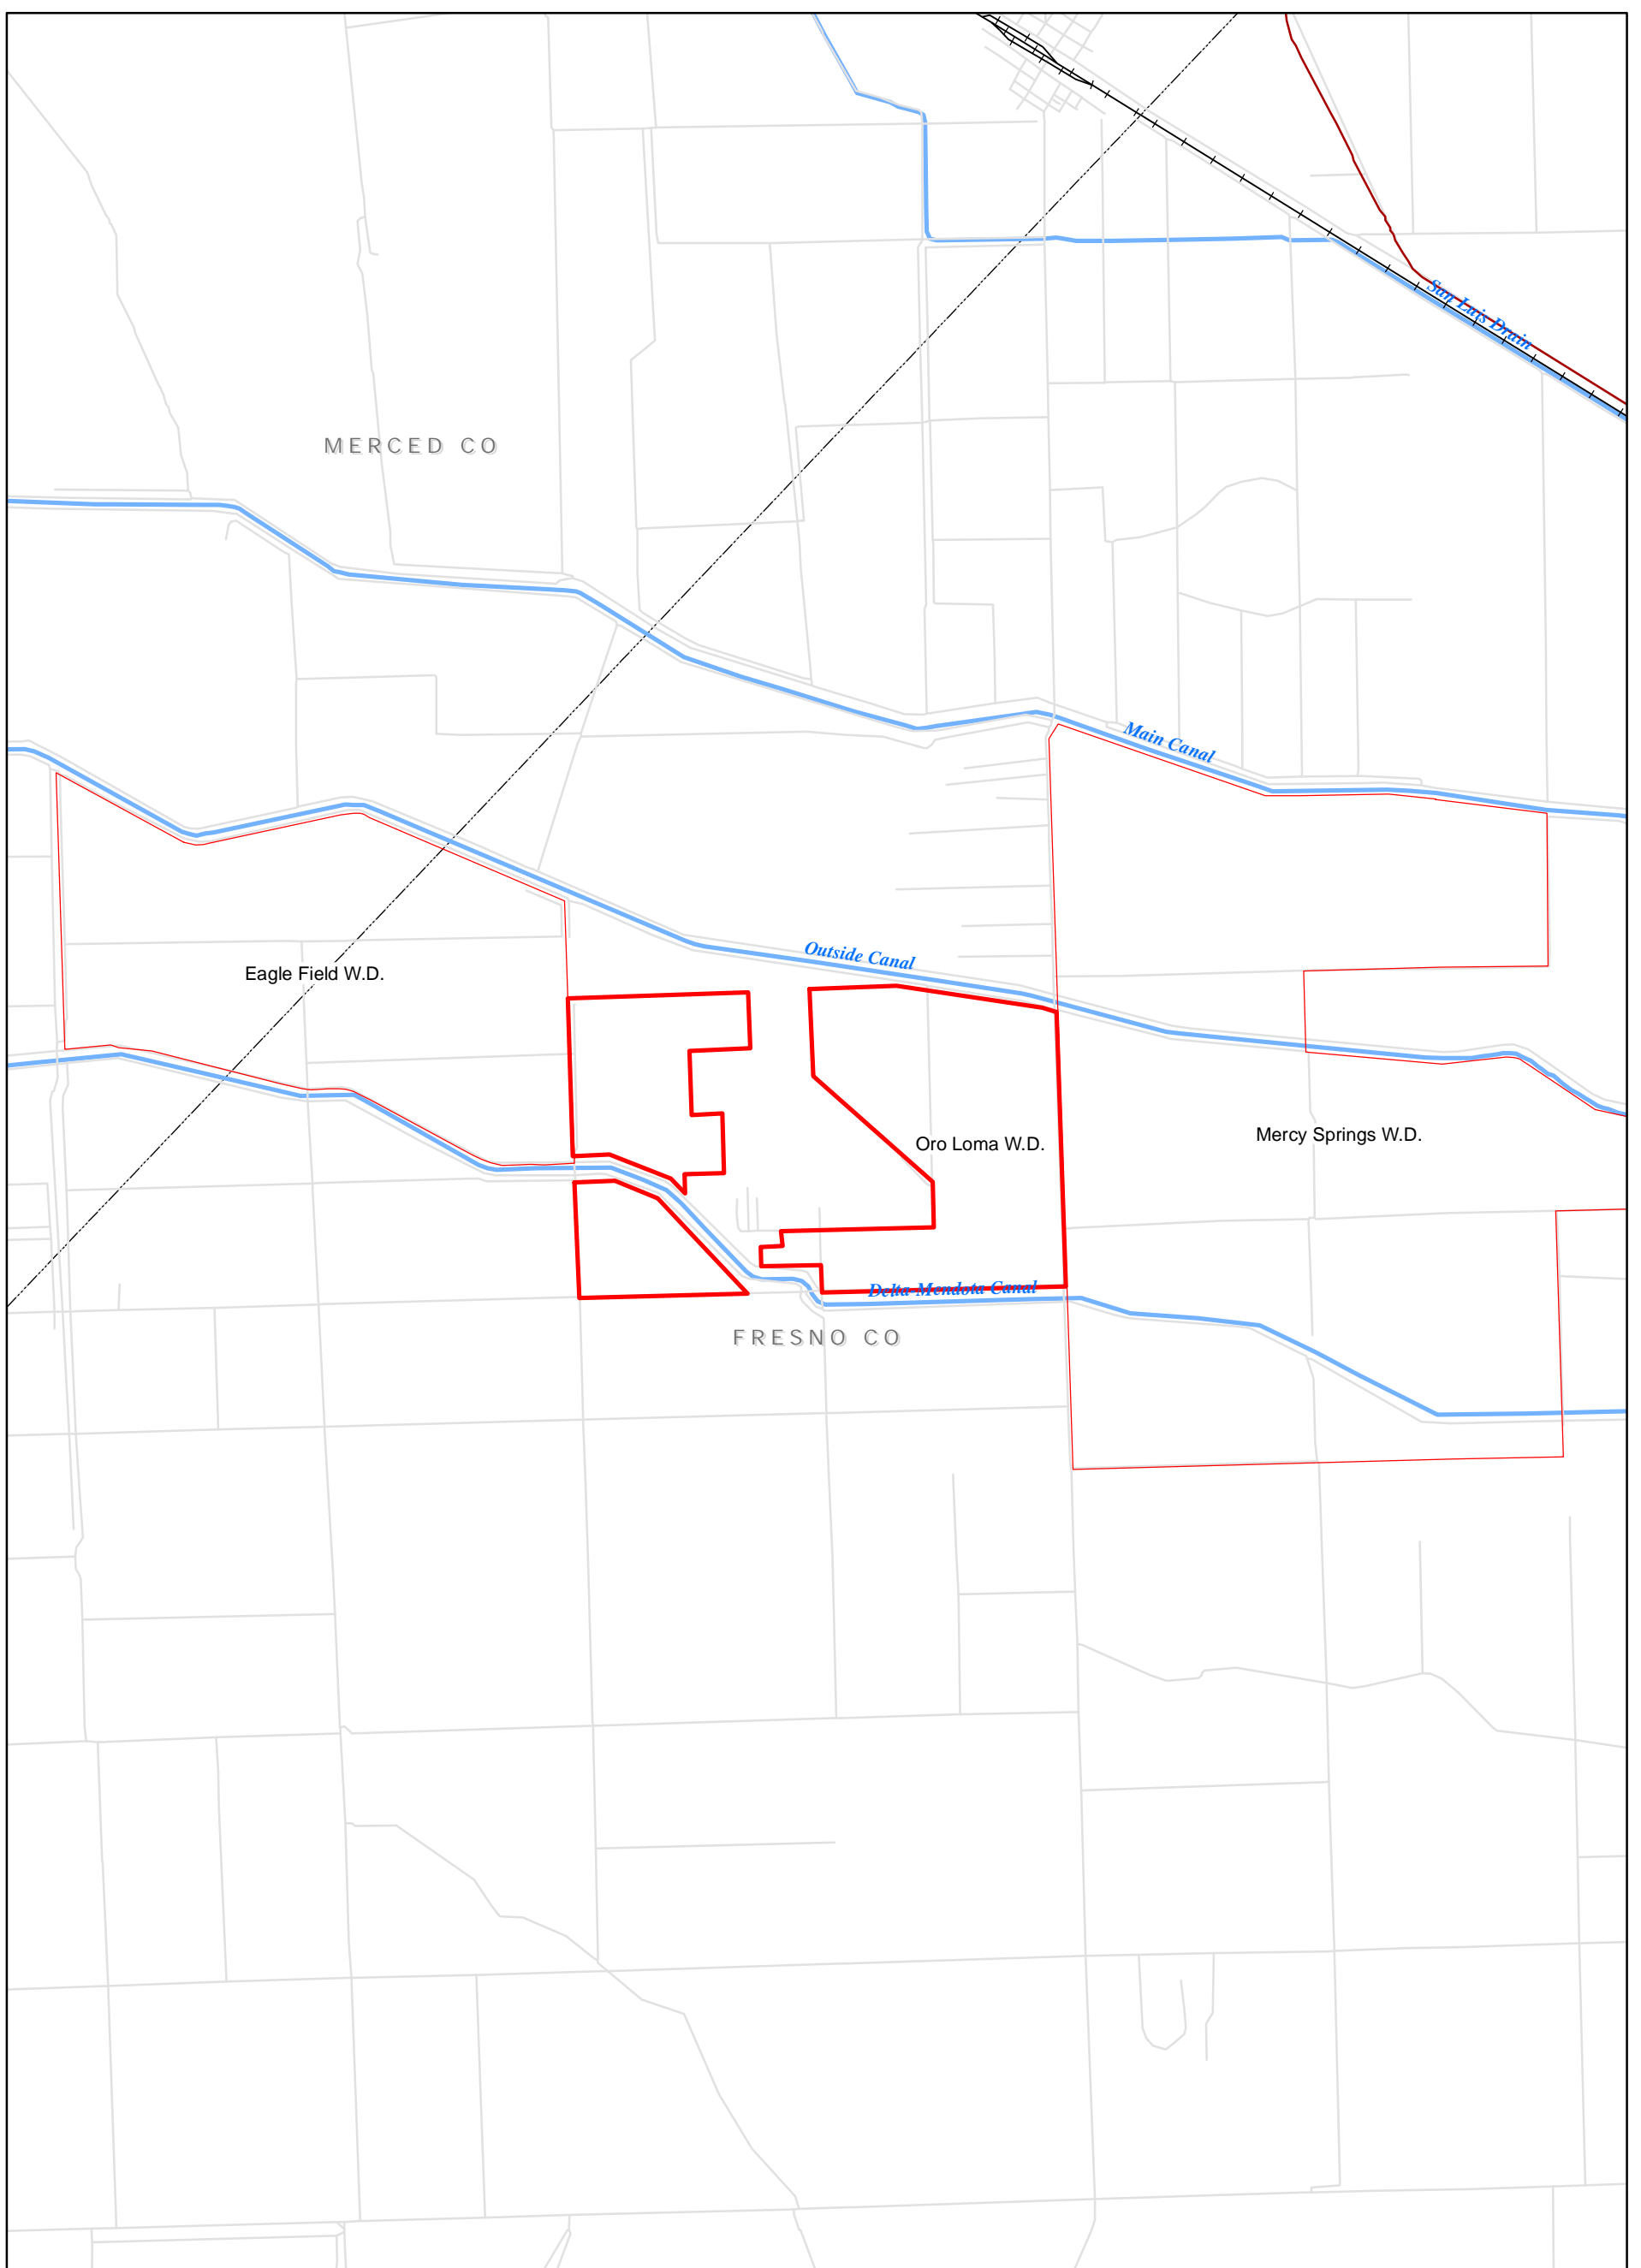 San Luis Drain
MERCED CO
Main Canal
Outside Canal
Eagle Field W.D.
Oro Loma W.D.
Mercy Springs W.D.
Delta-Mendota Canal
FRESNO CO